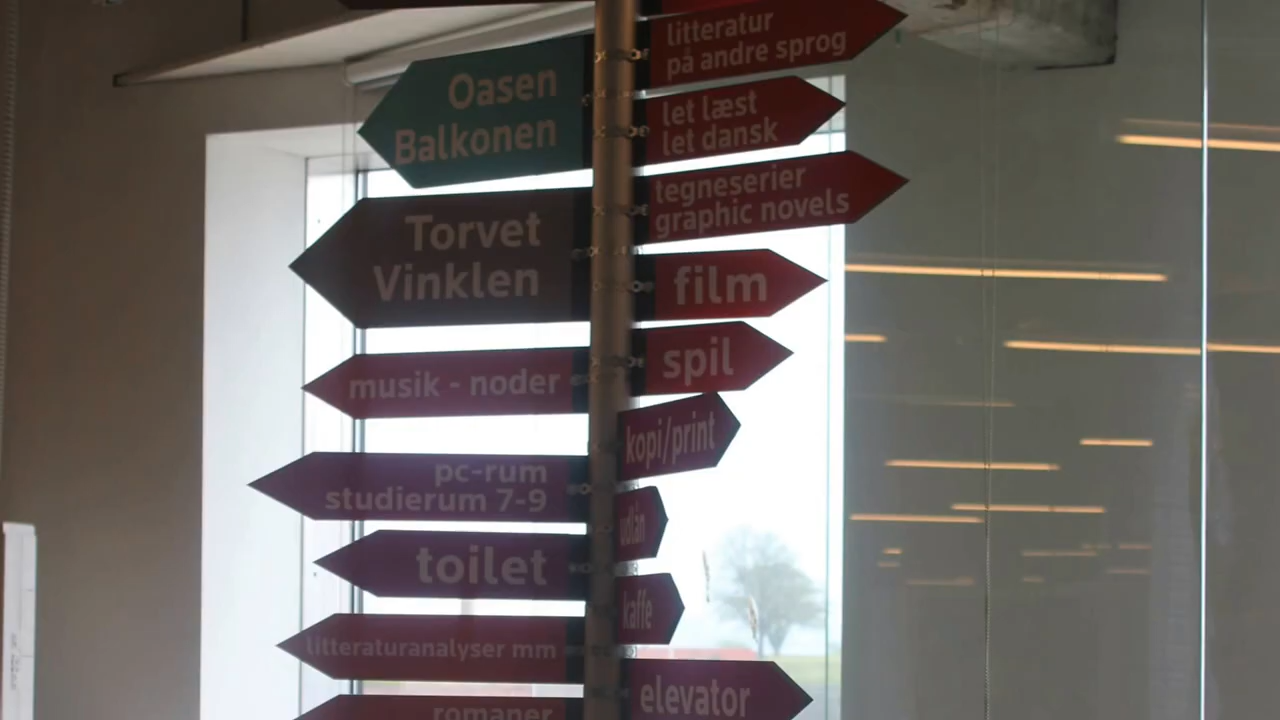 Oasen
Balkonen
Torvet
Vinklen
musik - noder
pc-rum
studierum 7-9
toilet
litteraturanalyser mm
romaner
litteratur
på andre sprog
let læst
let dansk
tegneserier
graphic novels
film
spil
kopi/print
udlån
kaffe
elevator